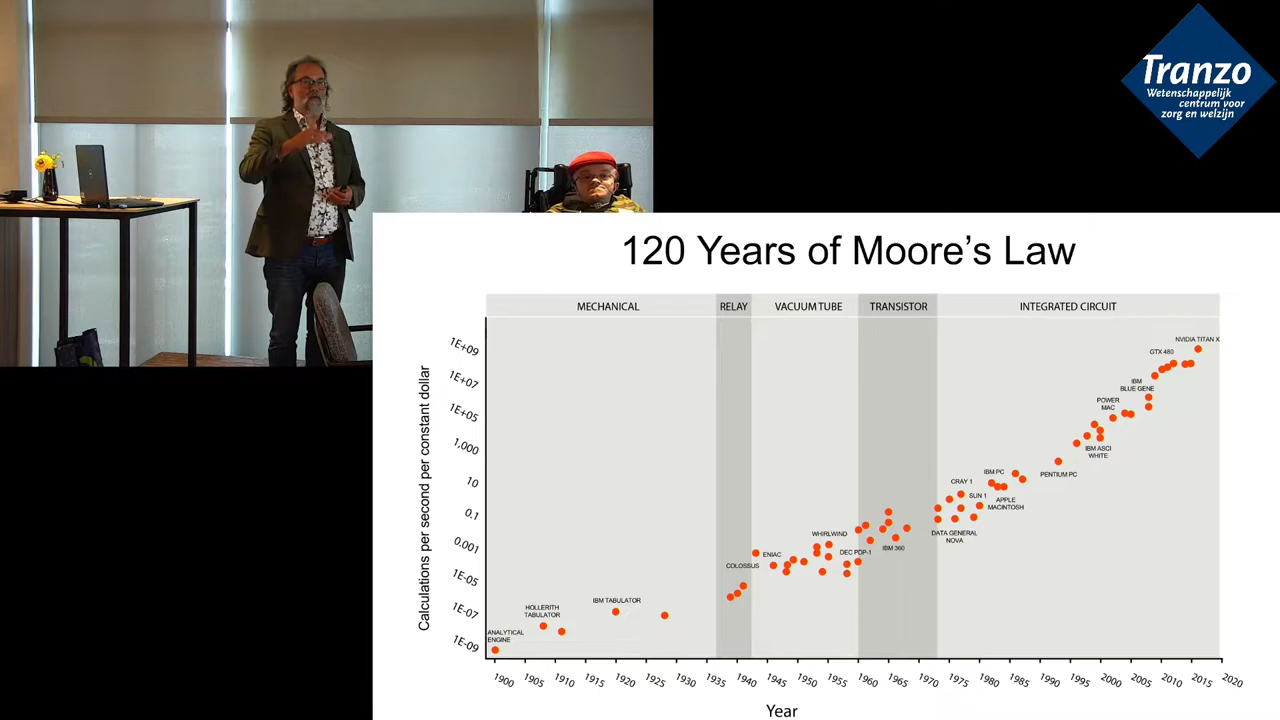 Tranzo
Wetenschappelijk
centrum voor
zorg en welzijn
120 Years of Moore's Law
MECHANICAL
RELAY
VACUUM TUBE
TRANSISTOR
INTEGRATED CIRCUIT
Calculations per second per constant dollar
1E+09
1E+07
1E+05
1,000
10
0.1
0.001
1E-05
1E-07
1E-09
NVIDIA TITAN X
GTX 480
IBM
BLUE GENE
POWER
MAC
IBM ASCI
WHITE
PENTIUM PC
IBM PC
CRAY 1
SUN 1
APPLE
MACINTOSH
DATA GENERAL
NOVA
WHIRLWIND
IBM 360
DEC PDP-1
ENIAC
COLOSSUS
IBM TABULATOR
HOLLERITH
TABULATOR
ANALYTICAL
ENGINE
1900
1905
1910
1915
1920
1925
1930
1935
1940
1945
1950
1955
1960
1965
1970
1975
1980
1985
1990
1995
2000
2005
2010
2015
2020
Year